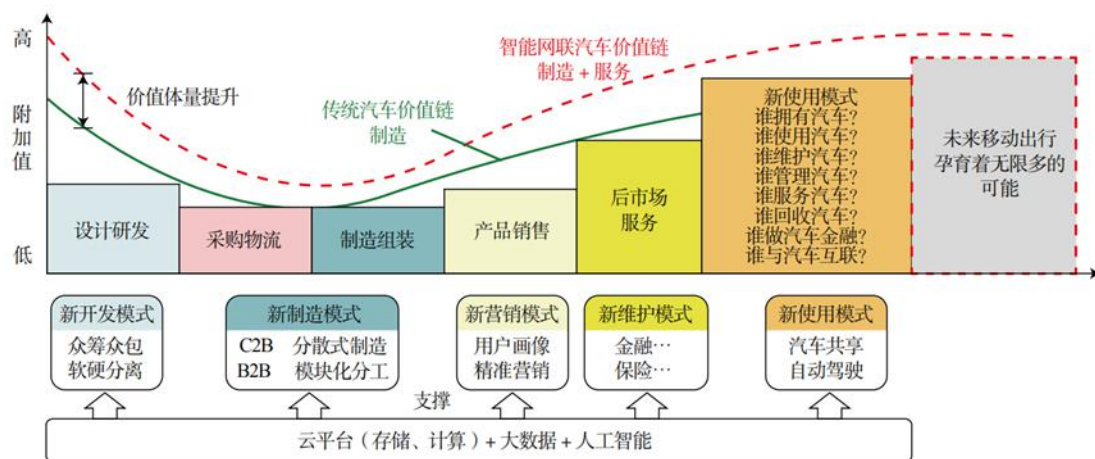 高
附
加
值
低
价值体量提升
传统汽车价值链
制造
智能网联汽车价值链
制造+服务
设计研发
采购物流
制造组装
产品销售
后市场
服务
新使用模式
谁拥有汽车?
谁使用汽车?
谁维护汽车?
谁管理汽车?
谁服务汽车?
谁回收汽车?
谁做汽车金融?
谁与汽车互联?
未来移动出行
孕育着无限多的
可能
新开发模式
众筹众包
软硬分离
新制造模式
C2B 分散式制造
B2B 模块化分工
新营销模式
用户画像
精准营销
新维护模式
金融…
保险…
新使用模式
汽车共享
自动驾驶
支撑
云平台（存储、计算）+大数据+人工智能